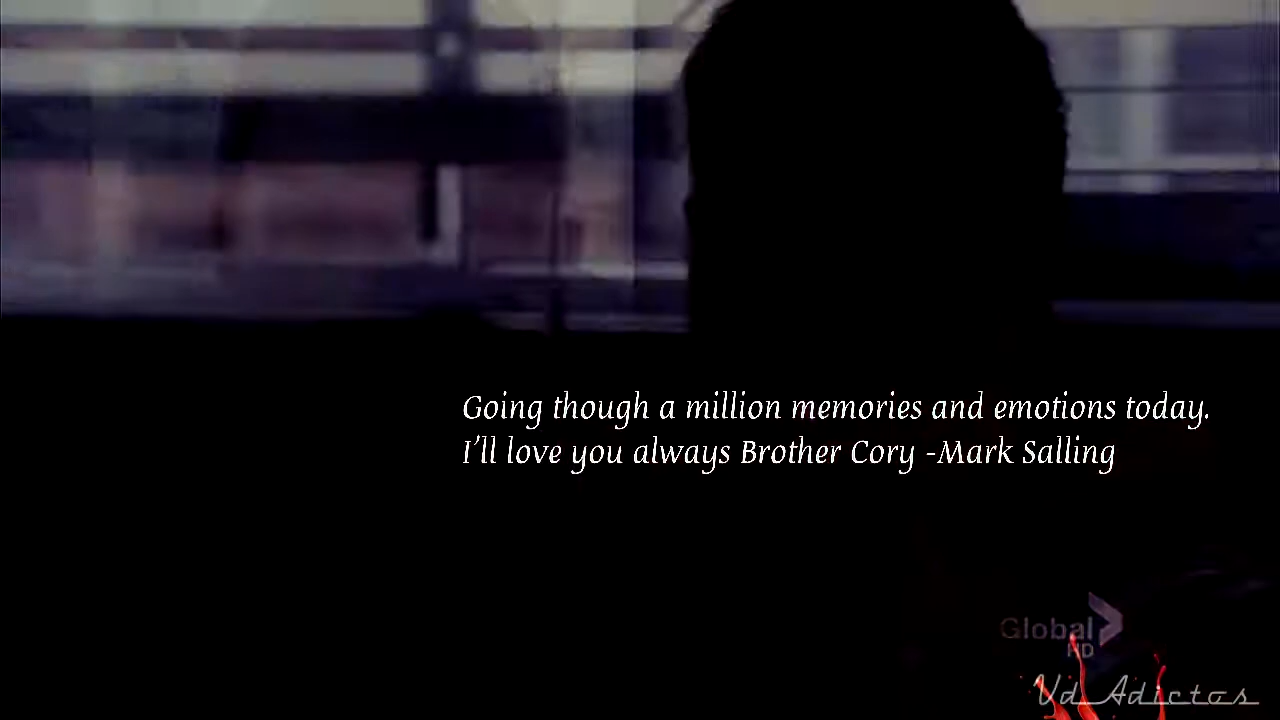 Going though a million memories and emotions today.
I'll love you always Brother Cory -Mark Salling
Global
HD
Vd Adictos